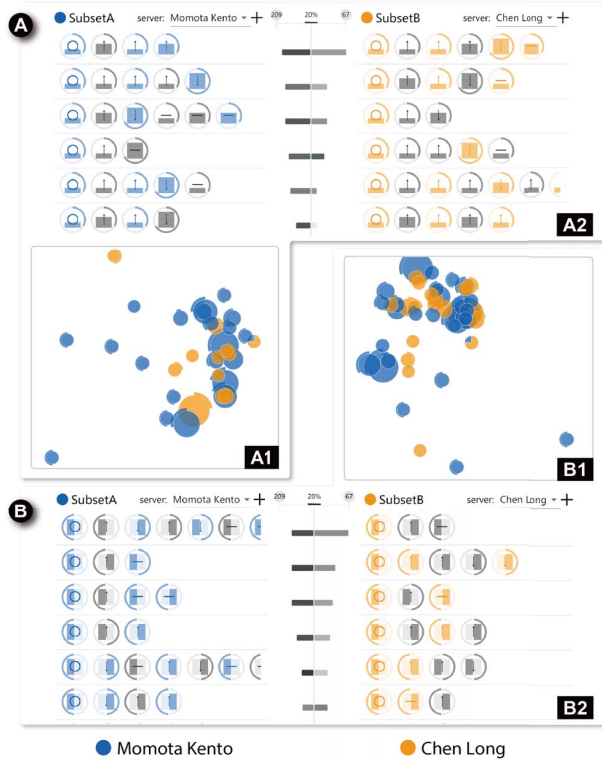 A
SubsetA server: Momota Kento + 209 20% 67 SubsetB server: Chen Long +
A2
A1
B1
B
SubsetA server: Momota Kento + 209 20% 67 SubsetB server: Chen Long +
B2
Momota Kento Chen Long